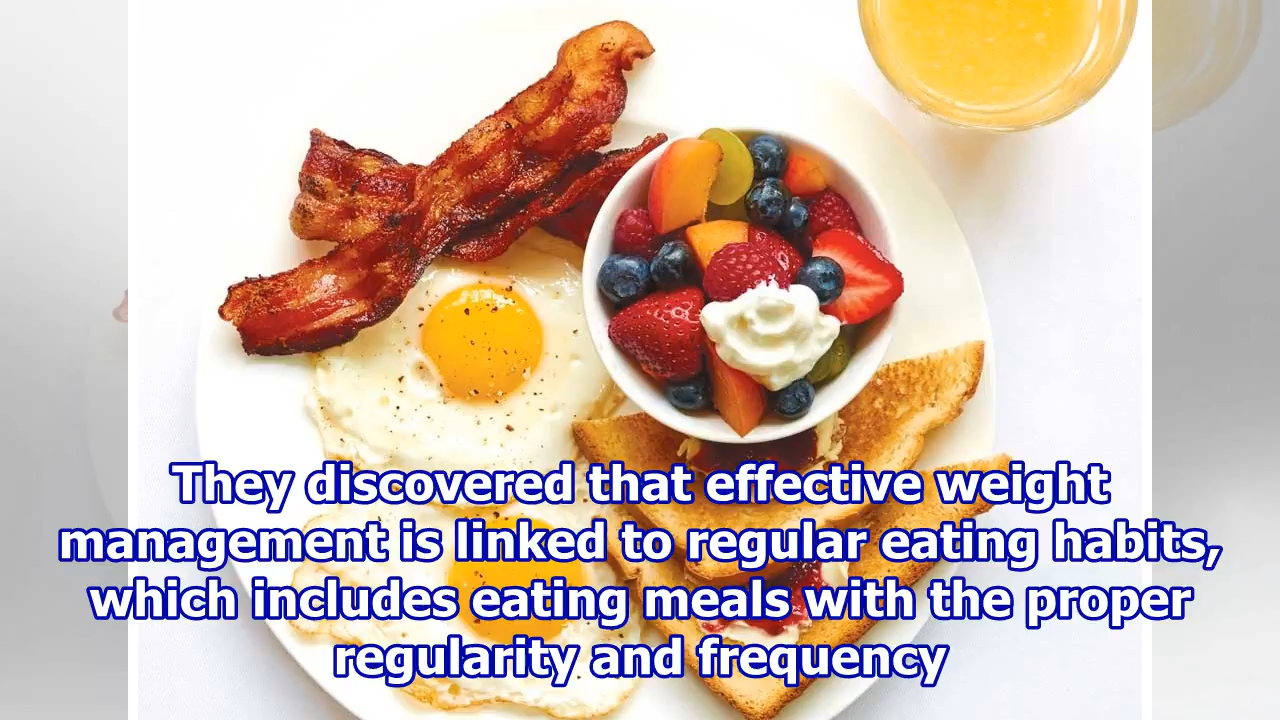 They discovered that effective weight
management is linked to regular eating habits,
which includes eating meals with the proper
regularity and frequency